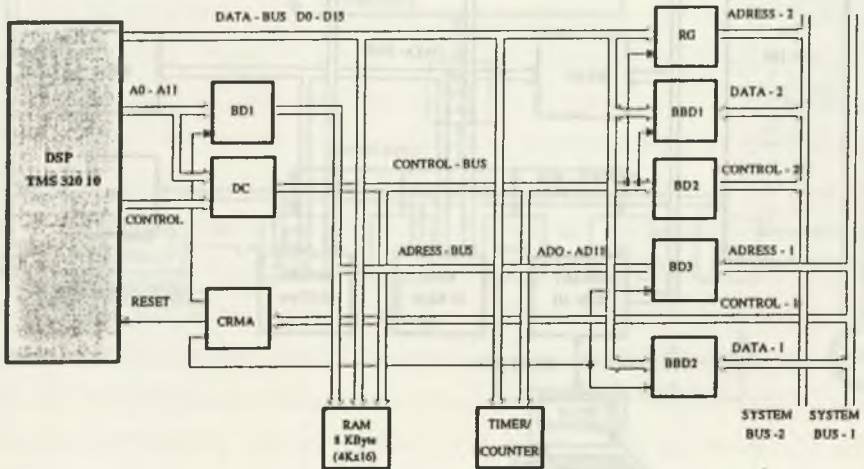 DATA - BUS D0 - D15
ADRESS - 2
RG
A0 - A11
BD1
DATA - 2
BBD1
DSP
TMS 320 10
CONTROL - BUS
CONTROL - 2
DC
BD2
CONTROL
ADRESS - BUS
ADO - AD11
ADRESS - 1
BD3
RESET
CRMA
CONTROL - 1
DATA - 1
BBD2
RAM
8 KByte
(4Kx16)
TIMER/
COUNTER
SYSTEM
BUS - 2
SYSTEM
BUS - 1